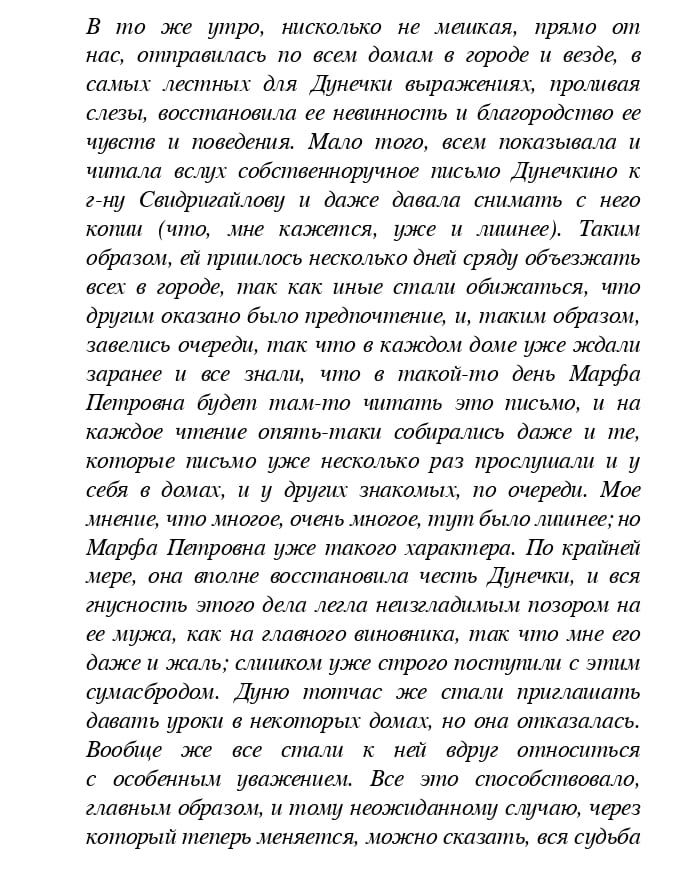 В то же утро, нисколько не мешкая, прямо от
нас, отправилась по всем домам в городе и везде, в
самых лестных для Дунечки выражениях, проливая
слезы, восстановила ее невинность и благородство ее
чувств и поведения. Мало того, всем показывала и
читала вслух собственноручное письмо Дунечкино к
г-ну Свидригайлову и даже давала снимать с него
копии (что, мне кажется, уже и лишнее). Таким
образом, ей пришлось несколько дней сряду объезжать
всех в городе, так как иные стали обижаться, что
другим оказано было предпочтение, и, таким образом,
завелись очереди, так что в каждом доме уже ждали
заранее и все знали, что в такой-то день Марфа
Петровна будет там-то читать это письмо, и на
каждое чтение опять-таки собирались даже и те,
которые письмо уже несколько раз прослушали и у
себя в домах, и у других знакомых, по очереди. Мое
мнение, что многое, очень многое, тут было лишнее; но
Марфа Петровна уже такого характера. По крайней
мере, она вполне восстановила честь Дунечки, и вся
гнусность этого дела легла неизгладимым позором на
ее мужа, как на главного виновника, так что мне его
даже и жаль; слишком уже строго поступили с этим
сумасбродом. Дуню тотчас же стали приглашать
давать уроки в некоторых домах, но она отказалась.
Вообще же все стали к ней вдруг относиться
с особенным уважением. Все это способствовало,
главным образом, и тому неожиданному случаю, через
который теперь меняется, можно сказать, вся судьба